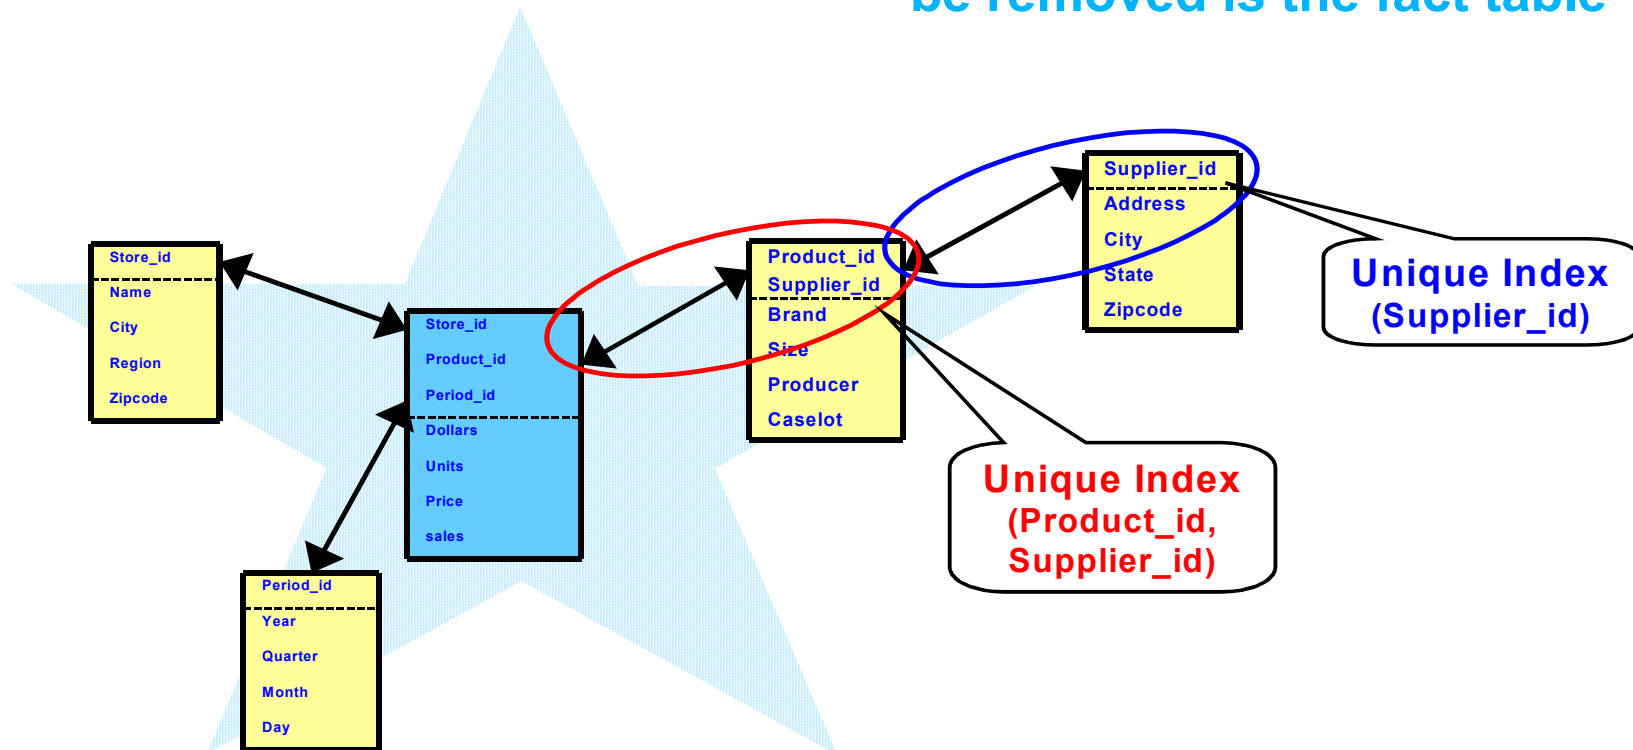 be removed is the fact table
Store_id
Name
City
Region
Zipcode
Store_id
Product_id
Period_id
Dollars
Units
Price
sales
Period_id
Year
Quarter
Month
Day
Product_id
Supplier_id
Brand
Size
Producer
Caselot
Supplier_id
Address
City
State
Zipcode
Unique Index
(Supplier_id)
Unique Index
(Product_id,
Supplier_id)